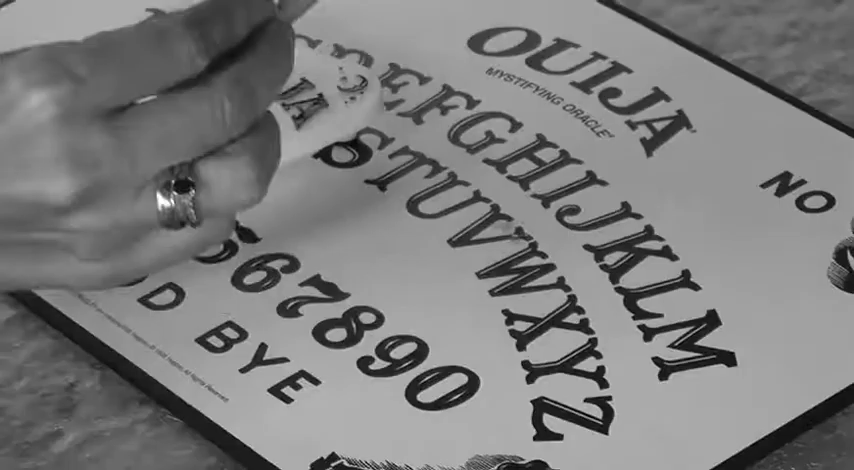 OUIJA
MYSTIFYING ORACLE
NO
EFGHIJKLM
STUVWXYZ
67890
D BYE